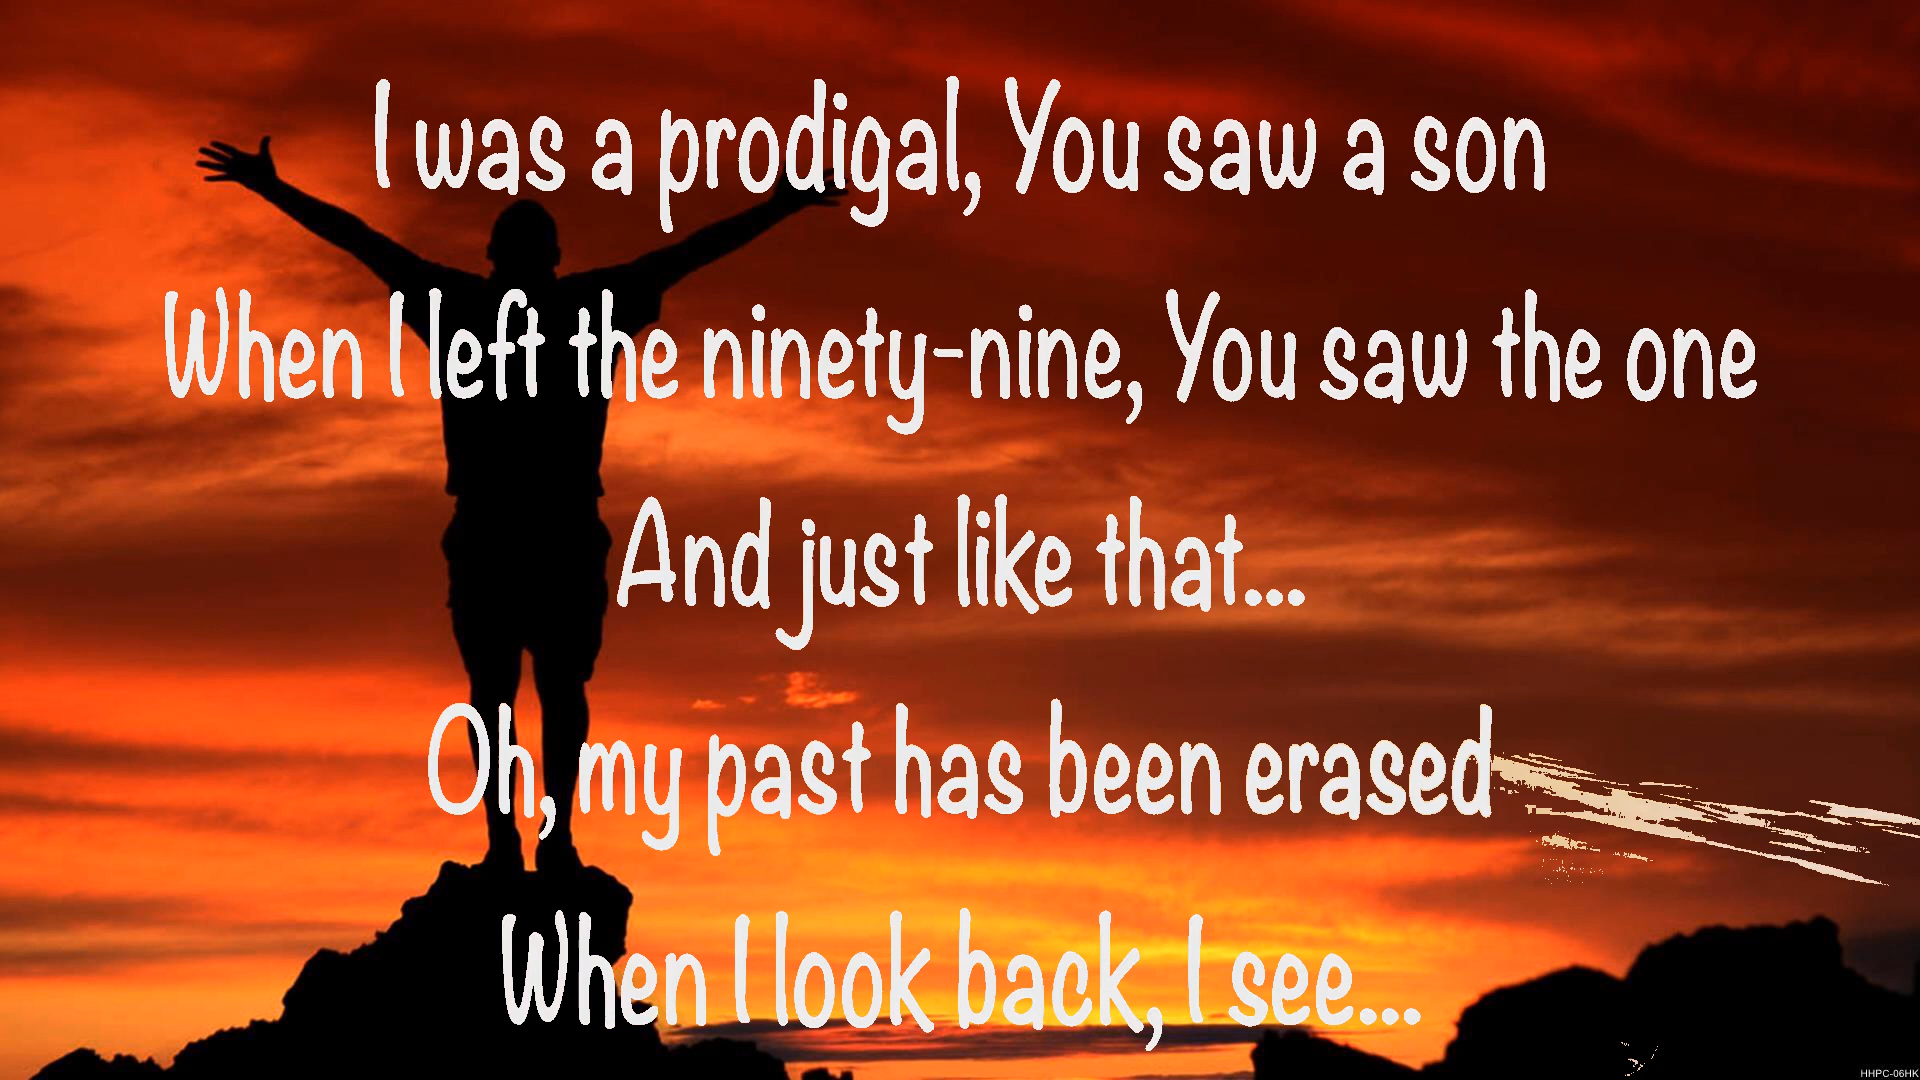 I was a prodigal, You saw a son
When I left the ninety-nine, You saw the one
And just like that...
Oh, my past has been erased
When I look back, I see...
HHPC-06HK